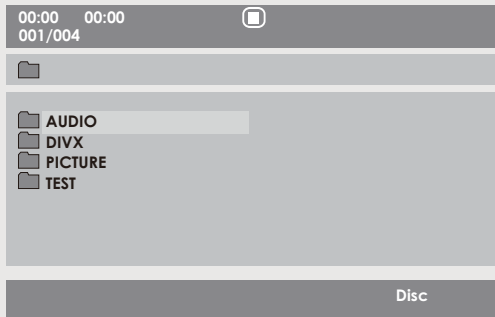 00:00 00:00
001/004
AUDIO
DIVX
PICTURE
TEST
Disc